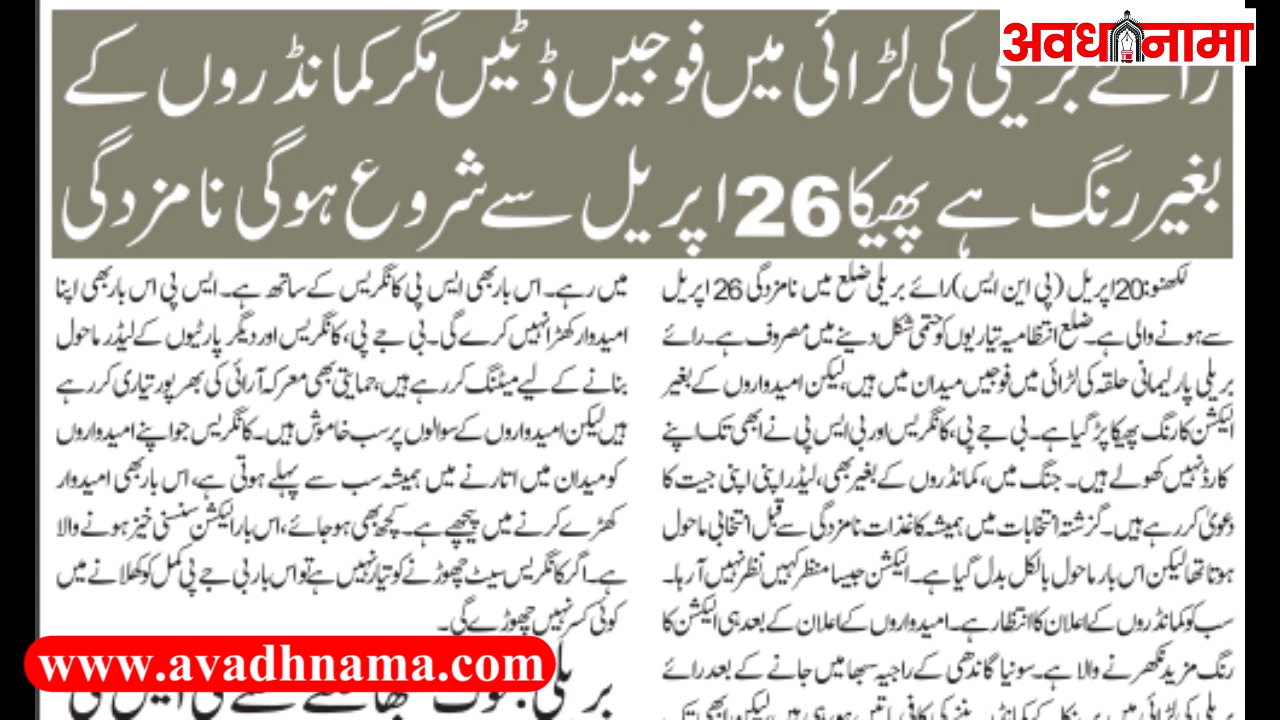 अवधनामा
رائے بریلی کی لڑائی میں فوجیں ڈٹیں مگر کمانڈروں کے
بغیر رنگ ہے پھیکا 26 اپریل سے شروع ہوگی نامزدگی
لکھنو:20اپریل (پی این ایس) رائے بریلی ضلع میں نامزدگی 26 اپریل
سے ہونے والی ہے۔ ضلع انتظامیہ تیاریوں کو حتمی شکل دینے میں مصروف ہے۔ رائے
بریلی پارلیمانی حلقہ کی لڑائی میں فوجیں میدان میں ہیں، لیکن امیدواروں کے بغیر
الیکشن کا رنگ پھیکا پڑ گیا ہے۔ بی جے پی، کانگریس اور بی ایس پی نے ابھی تک اپنے
کارڈ نہیں کھولے ہیں۔ جنگ میں، کمانڈروں کے بغیر بھی، لیڈر اپنی اپنی جیت کا
دعویٰ کر رہے ہیں۔ گزشتہ انتخابات میں ہمیشہ کاغذات نامزدگی سے قبل انتخابی ماحول
ہوتا تھا لیکن اس بار ماحول بالکل بدل گیا ہے۔ الیکشن جیسا منظر کہیں نظر نہیں آ رہا۔
سب کو کمانڈروں کے اعلان کا انتظار ہے۔ امیدواروں کے اعلان کے بعد ہی الیکشن کا
رنگ مزید نکھرنے والا ہے۔ سونیا گاندھی کے راجیہ سبھا میں جانے کے بعد رائے
میں رہے۔ اس بار بھی ایس پی کانگریس کے ساتھ ہے۔ ایس پی اس بار بھی اپنا
امیدوار کھڑا نہیں کرے گی۔ بی جے پی، کانگریس اور دیگر پارٹیوں کے لیڈر ماحول
بنانے کے لیے میٹنگ کر رہے ہیں، حمایتی بھی معرکہ آرائی کی بھرپور تیاری کر رہے
ہیں لیکن امیدواروں کے سوالوں پر سب خاموش ہیں۔ کانگریس جو اپنے امیدواروں
کو میدان میں اتارنے میں ہمیشہ سب سے پہلے ہوتی ہے، اس بار بھی امیدوار
کھڑے کرنے میں پیچھے ہے۔ کچھ بھی ہو جائے، اس بار الیکشن سنسنی خیز ہونے والا
ہے۔ اگر کانگریس سیٹ چھوڑنے کو تیار نہیں ہے تو اس بار بی جے پی کمل کو کھلانے میں
کوئی کسر نہیں چھوڑے گی۔
www.avadhnama.com